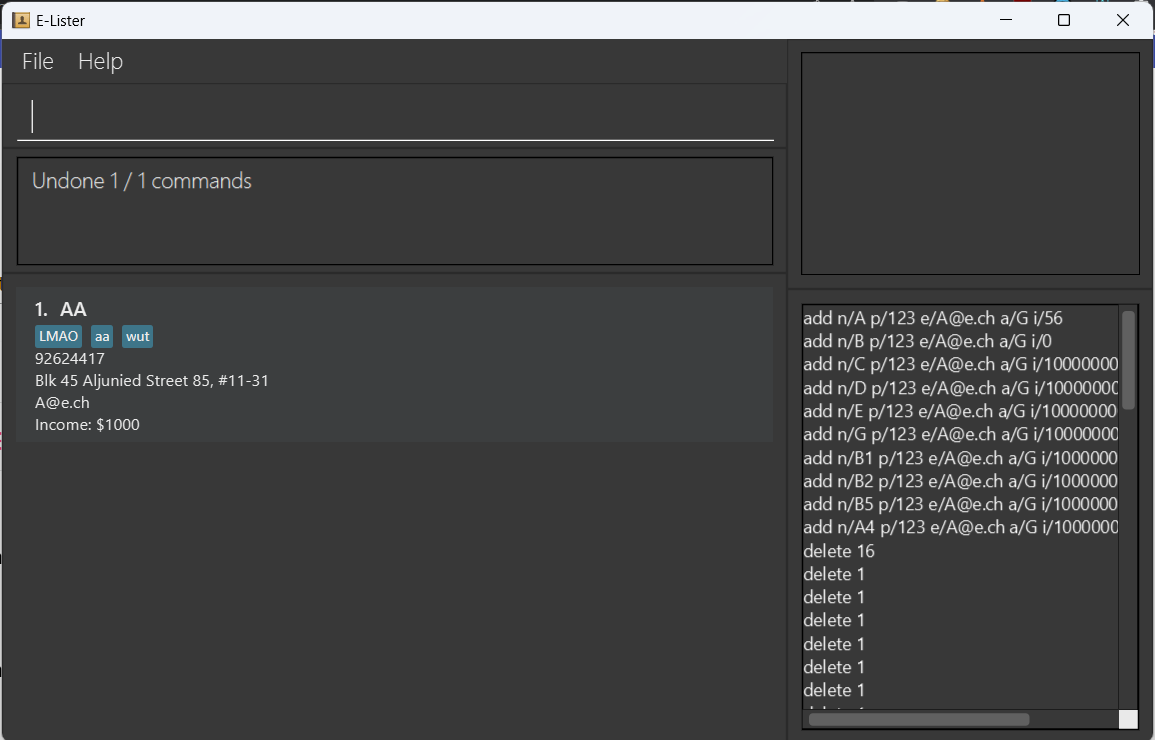 E-Lister
File Help
Undone 1 / 1 commands
1. AA
LMAO aa wut
92624417
Blk 45 Aljunied Street 85, #11-31
A@e.ch
Income: $1000
add n/A p/123 e/A@e.ch a/G i/56
add n/B p/123 e/A@e.ch a/G i/0
add n/C p/123 e/A@e.ch a/G i/10000000
add n/D p/123 e/A@e.ch a/G i/10000000
add n/E p/123 e/A@e.ch a/G i/10000000
add n/G p/123 e/A@e.ch a/G i/10000000
add n/B1 p/123 e/A@e.ch a/G i/1000000
add n/B2 p/123 e/A@e.ch a/G i/1000000
add n/B5 p/123 e/A@e.ch a/G i/1000000
add n/A4 p/123 e/A@e.ch a/G i/1000000
delete 16
delete 1
delete 1
delete 1
delete 1
delete 1
delete 1